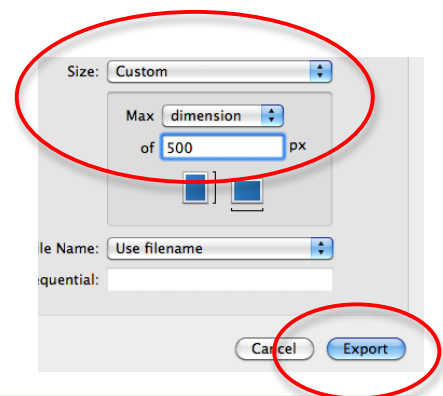 Size: Custom
Max dimension
of 500 px
le Name: Use filename
equential:
Cancel Export